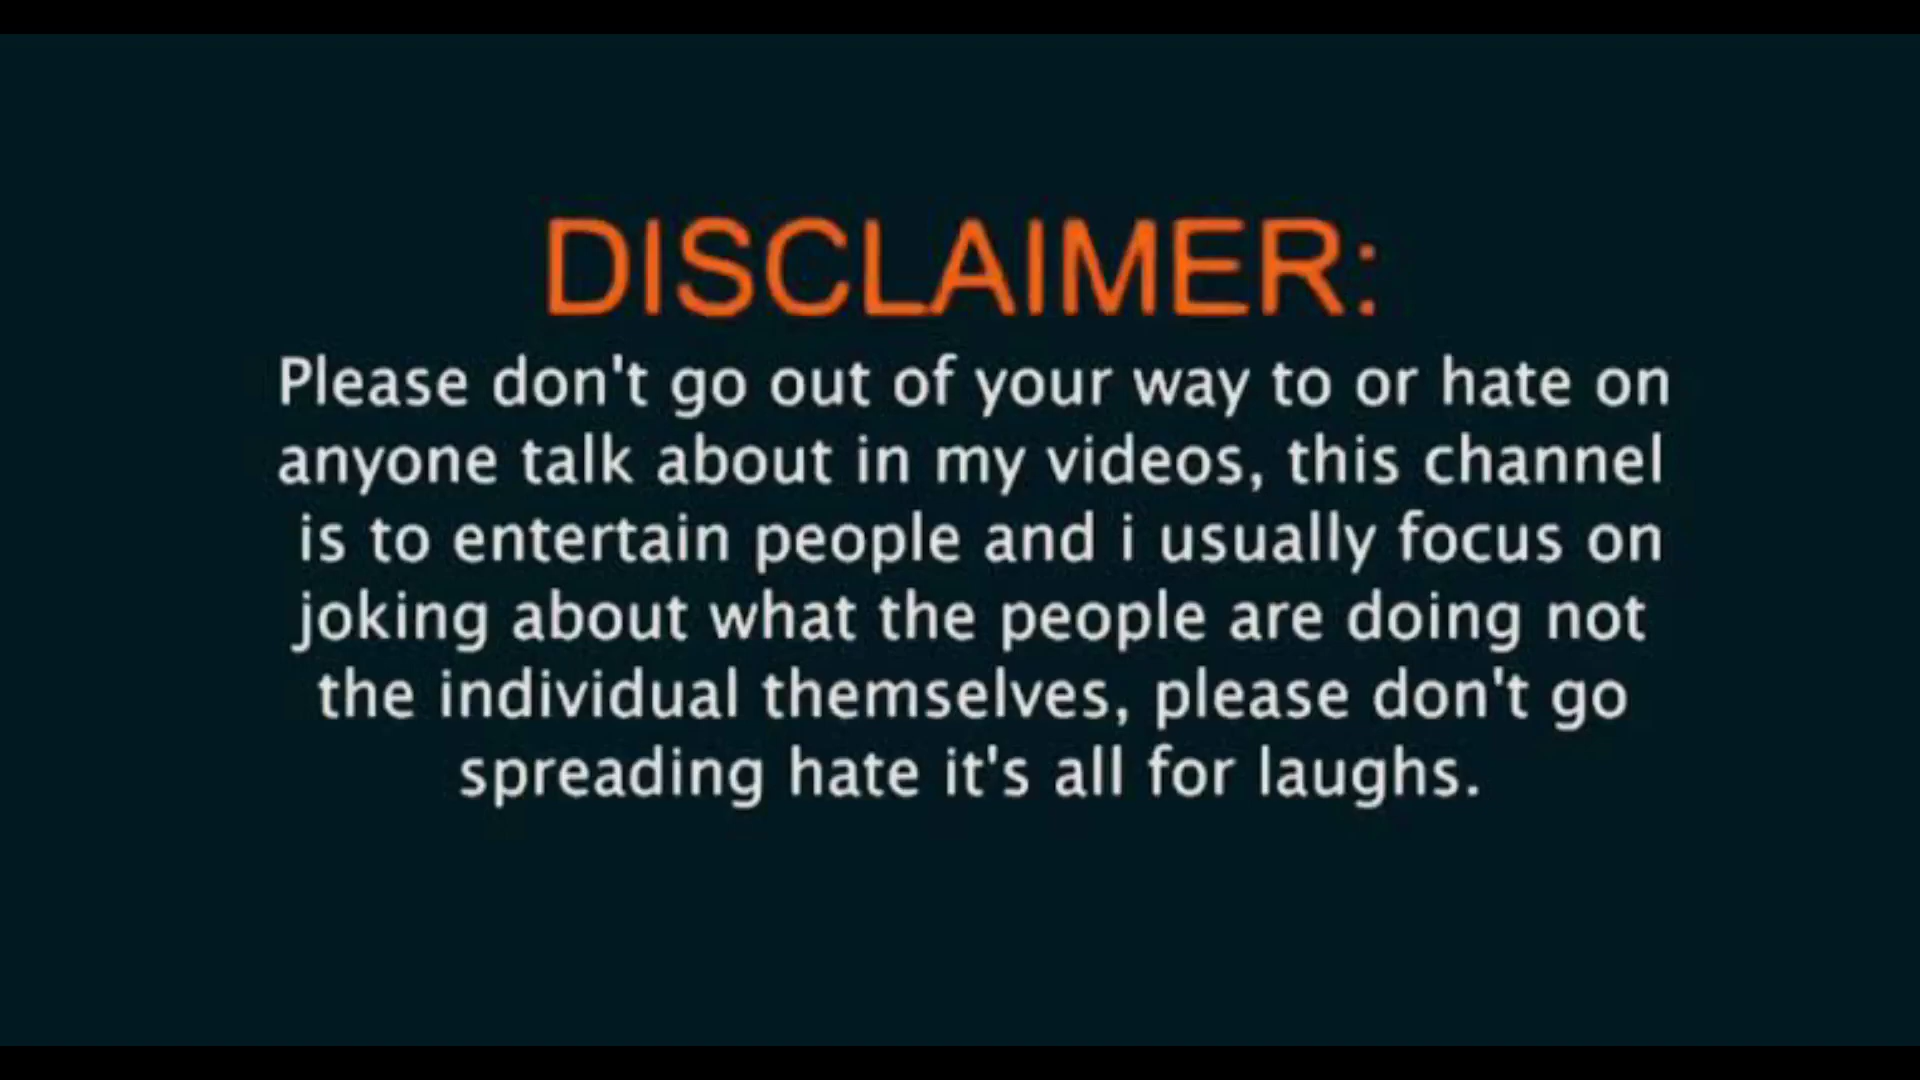 DISCLAIMER:
Please don't go out of your way to or hate on
anyone talk about in my videos, this channel
is to entertain people and i usually focus on
joking about what the people are doing not
the individual themselves, please don't go
spreading hate it's all for laughs.